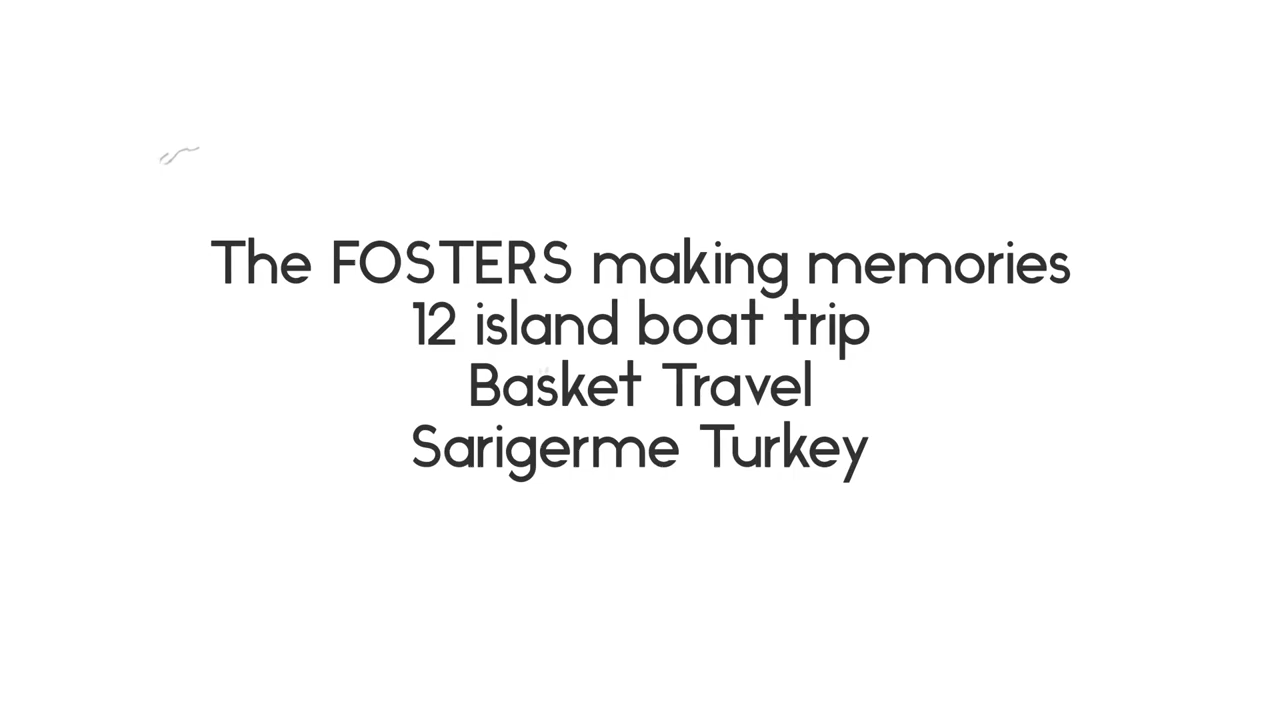 The FOSTERS making memories
12 island boat trip
Basket Travel
Sarigerme Turkey